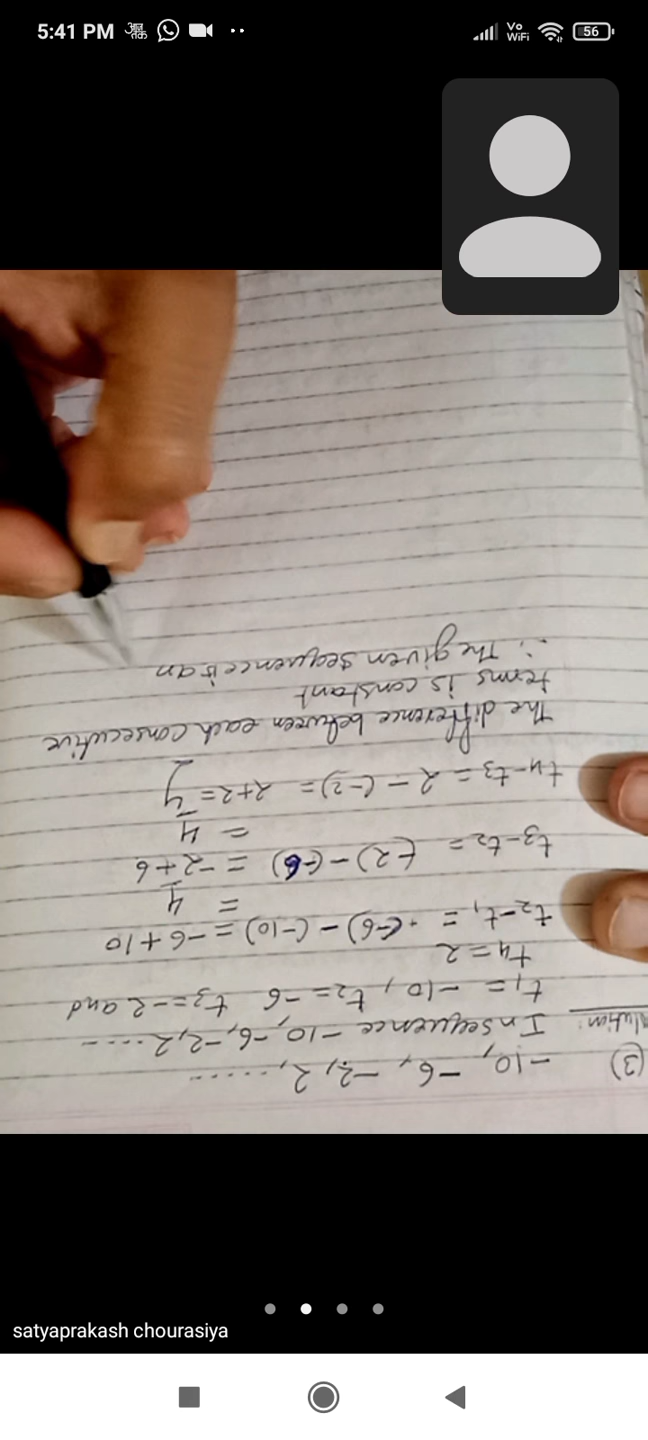 5:41 PM Vo WiFi 56
(3) -10, -6, -2, 2, .....
olution: In sequence -10, -6, -2, 2.....
t₁ = -10, t₂ = -6 t₃ = -2 and
t₄ = 2
t₂-t₁ = (-6) - (-10) = -6+10
= 4
t₃-t₂ = (-2) - (-6) = -2+6
= 4
t₄-t₃ = 2 - (-2) = 2+2 = 4
The difference between each consecutive
terms is constant
∴ The given sequence is an
satyaprakash chourasiya